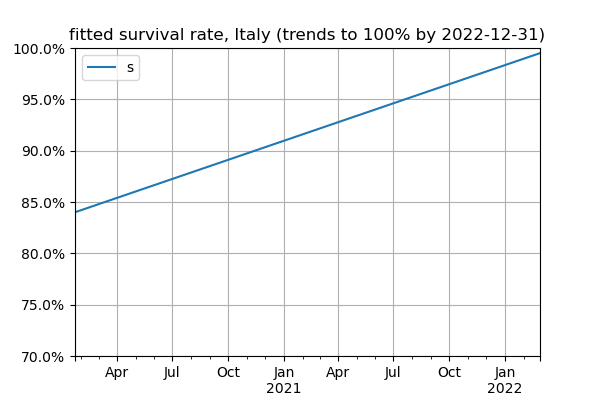 fitted survival rate, Italy (trends to 100% by 2022-12-31)
100.0%
95.0%
90.0%
85.0%
80.0%
75.0%
70.0%
s
Apr Jul Oct Jan Apr Jul Oct Jan
2021 2022